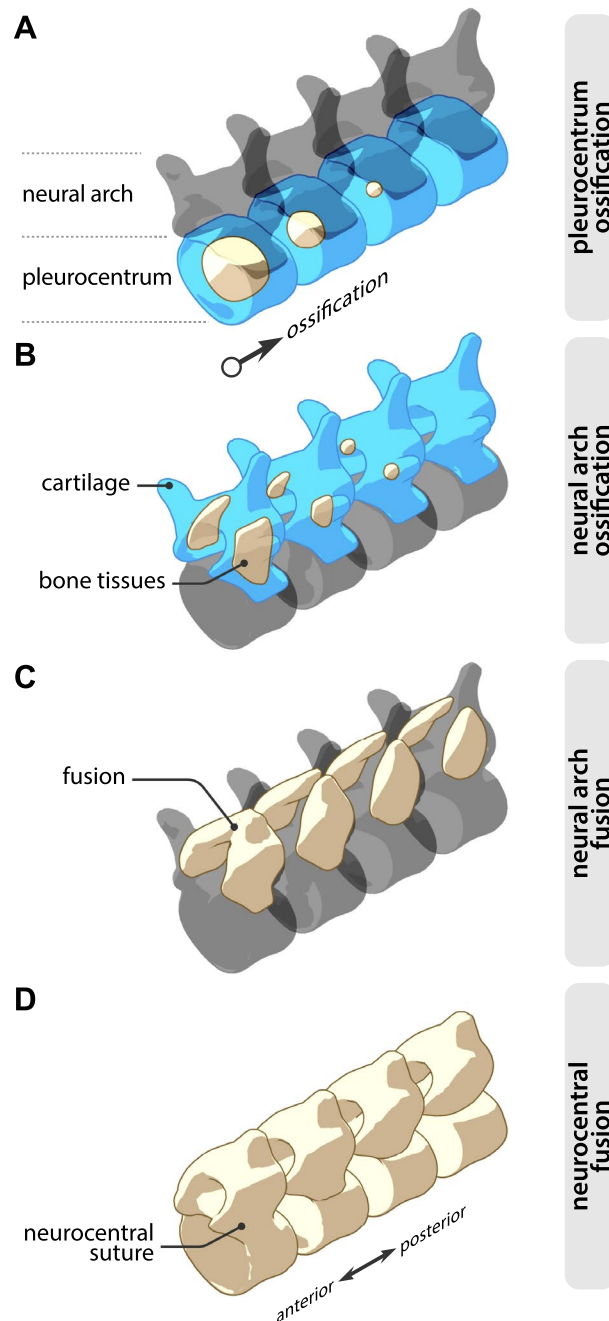 A
neural arch
pleurocentrum
ossification
pleurocentrum
ossification
B
cartilage
bone tissues
neural arch
ossification
C
fusion
neural arch
fusion
D
neurocentral
suture
anterior
posterior
neurocentral
fusion